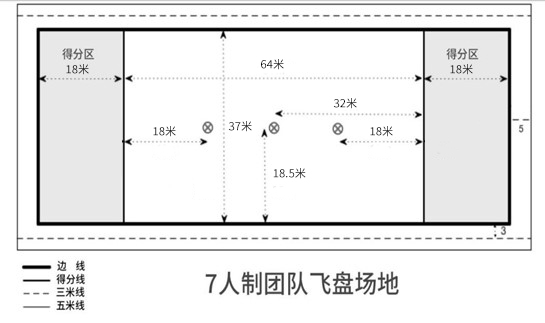 得分区
18米
得分区
18米
64米
32米
18米
37米
18米
18.5米
5
3
边 线
得分线
三米线
五米线
7人制团队飞盘场地